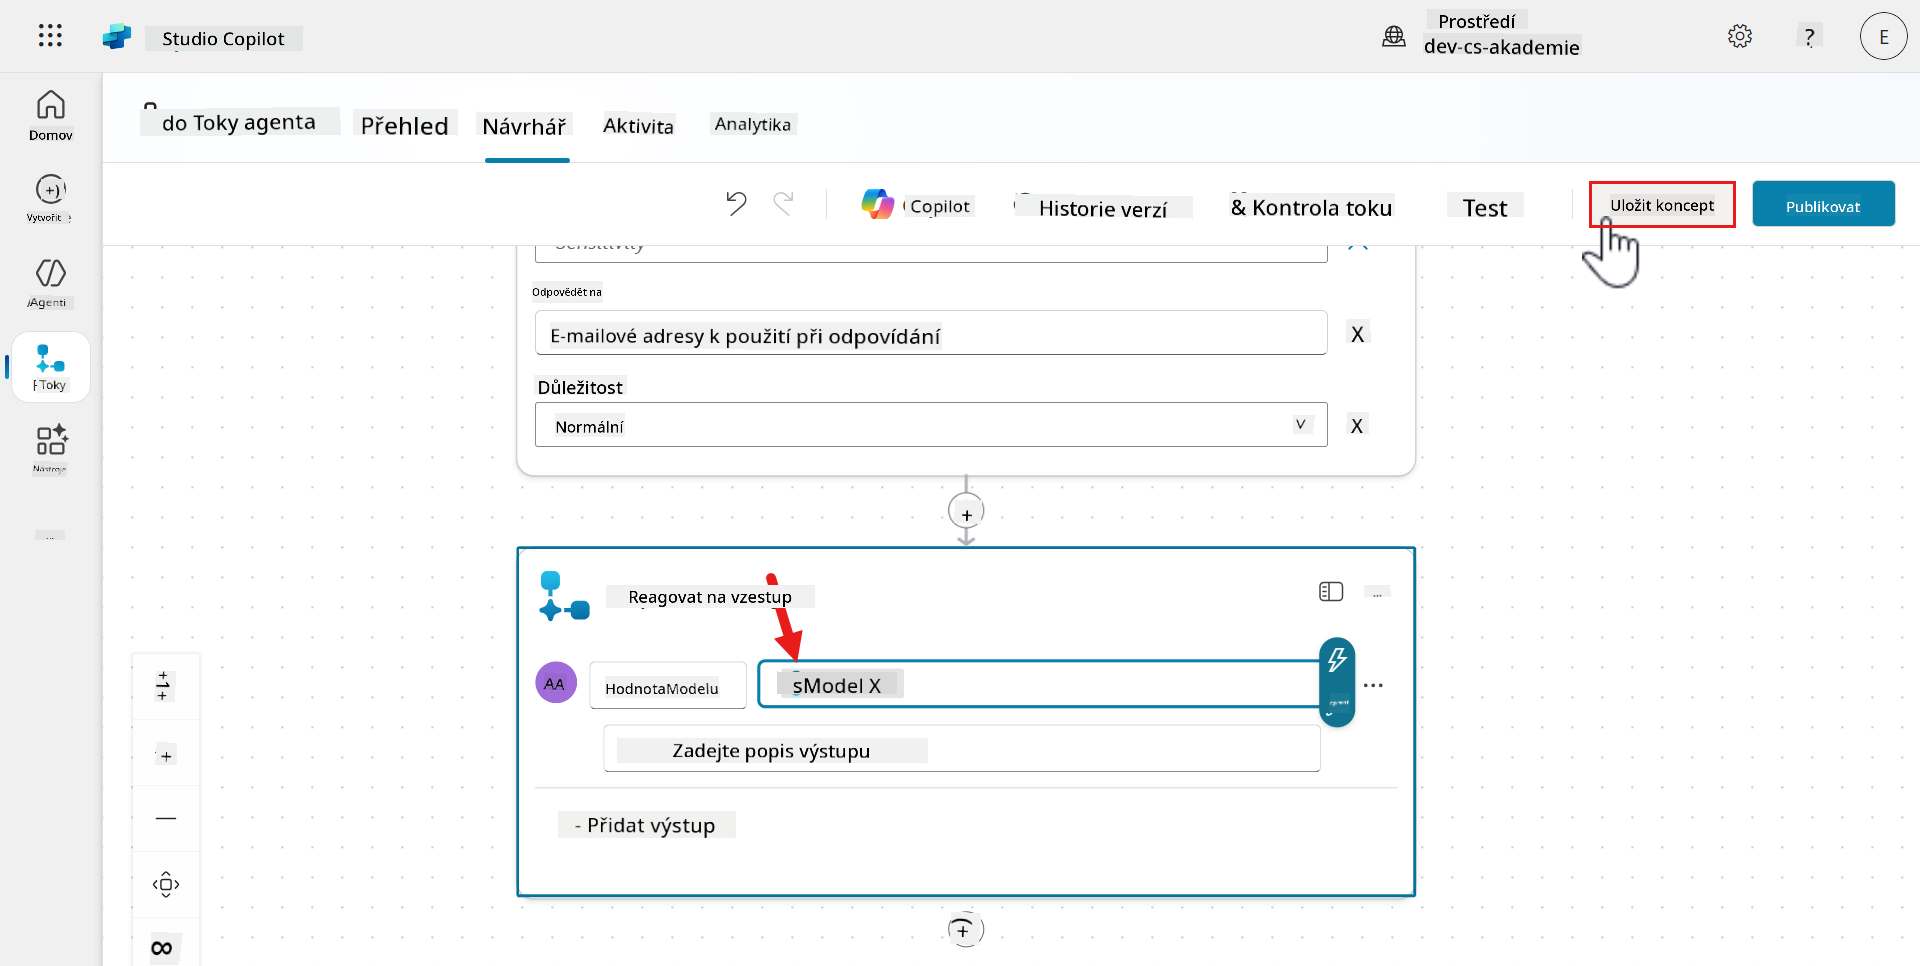 Studio Copilot
Prostředí
dev-cs-akademie
?
E
Domov
Vytvořit
Agenti
Toky
Nástroje
...
do Toky agenta
Přehled
Návrhář
Aktivita
Analytika
Copilot
Historie verzí
& Kontrola toku
Test
Uložit koncept
Publikovat
Odpovědět na
E-mailové adresy k použití při odpovídání
X
Důležitost
Normální
V
X
+
Reagovat na vzestup
...
AA
HodnotaModelu
sModel X
Zadejte popis výstupu
- Přidat výstup
+